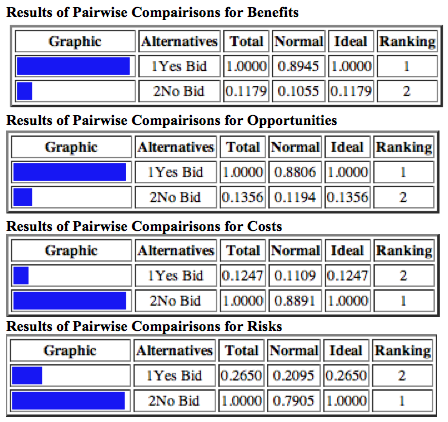 Results of Pairwise Compairisons for Benefits
Graphic Alternatives Total Normal Ideal Ranking
1Yes Bid 1.0000 0.8945 1.0000 1
2No Bid 0.1179 0.1055 0.1179 2
Results of Pairwise Compairisons for Opportunities
Graphic Alternatives Total Normal Ideal Ranking
1Yes Bid 1.0000 0.8806 1.0000 1
2No Bid 0.1356 0.1194 0.1356 2
Results of Pairwise Compairisons for Costs
Graphic Alternatives Total Normal Ideal Ranking
1Yes Bid 0.1247 0.1109 0.1247 2
2No Bid 1.0000 0.8891 1.0000 1
Results of Pairwise Compairisons for Risks
Graphic Alternatives Total Normal Ideal Ranking
1Yes Bid 0.2650 0.2095 0.2650 2
2No Bid 1.0000 0.7905 1.0000 1